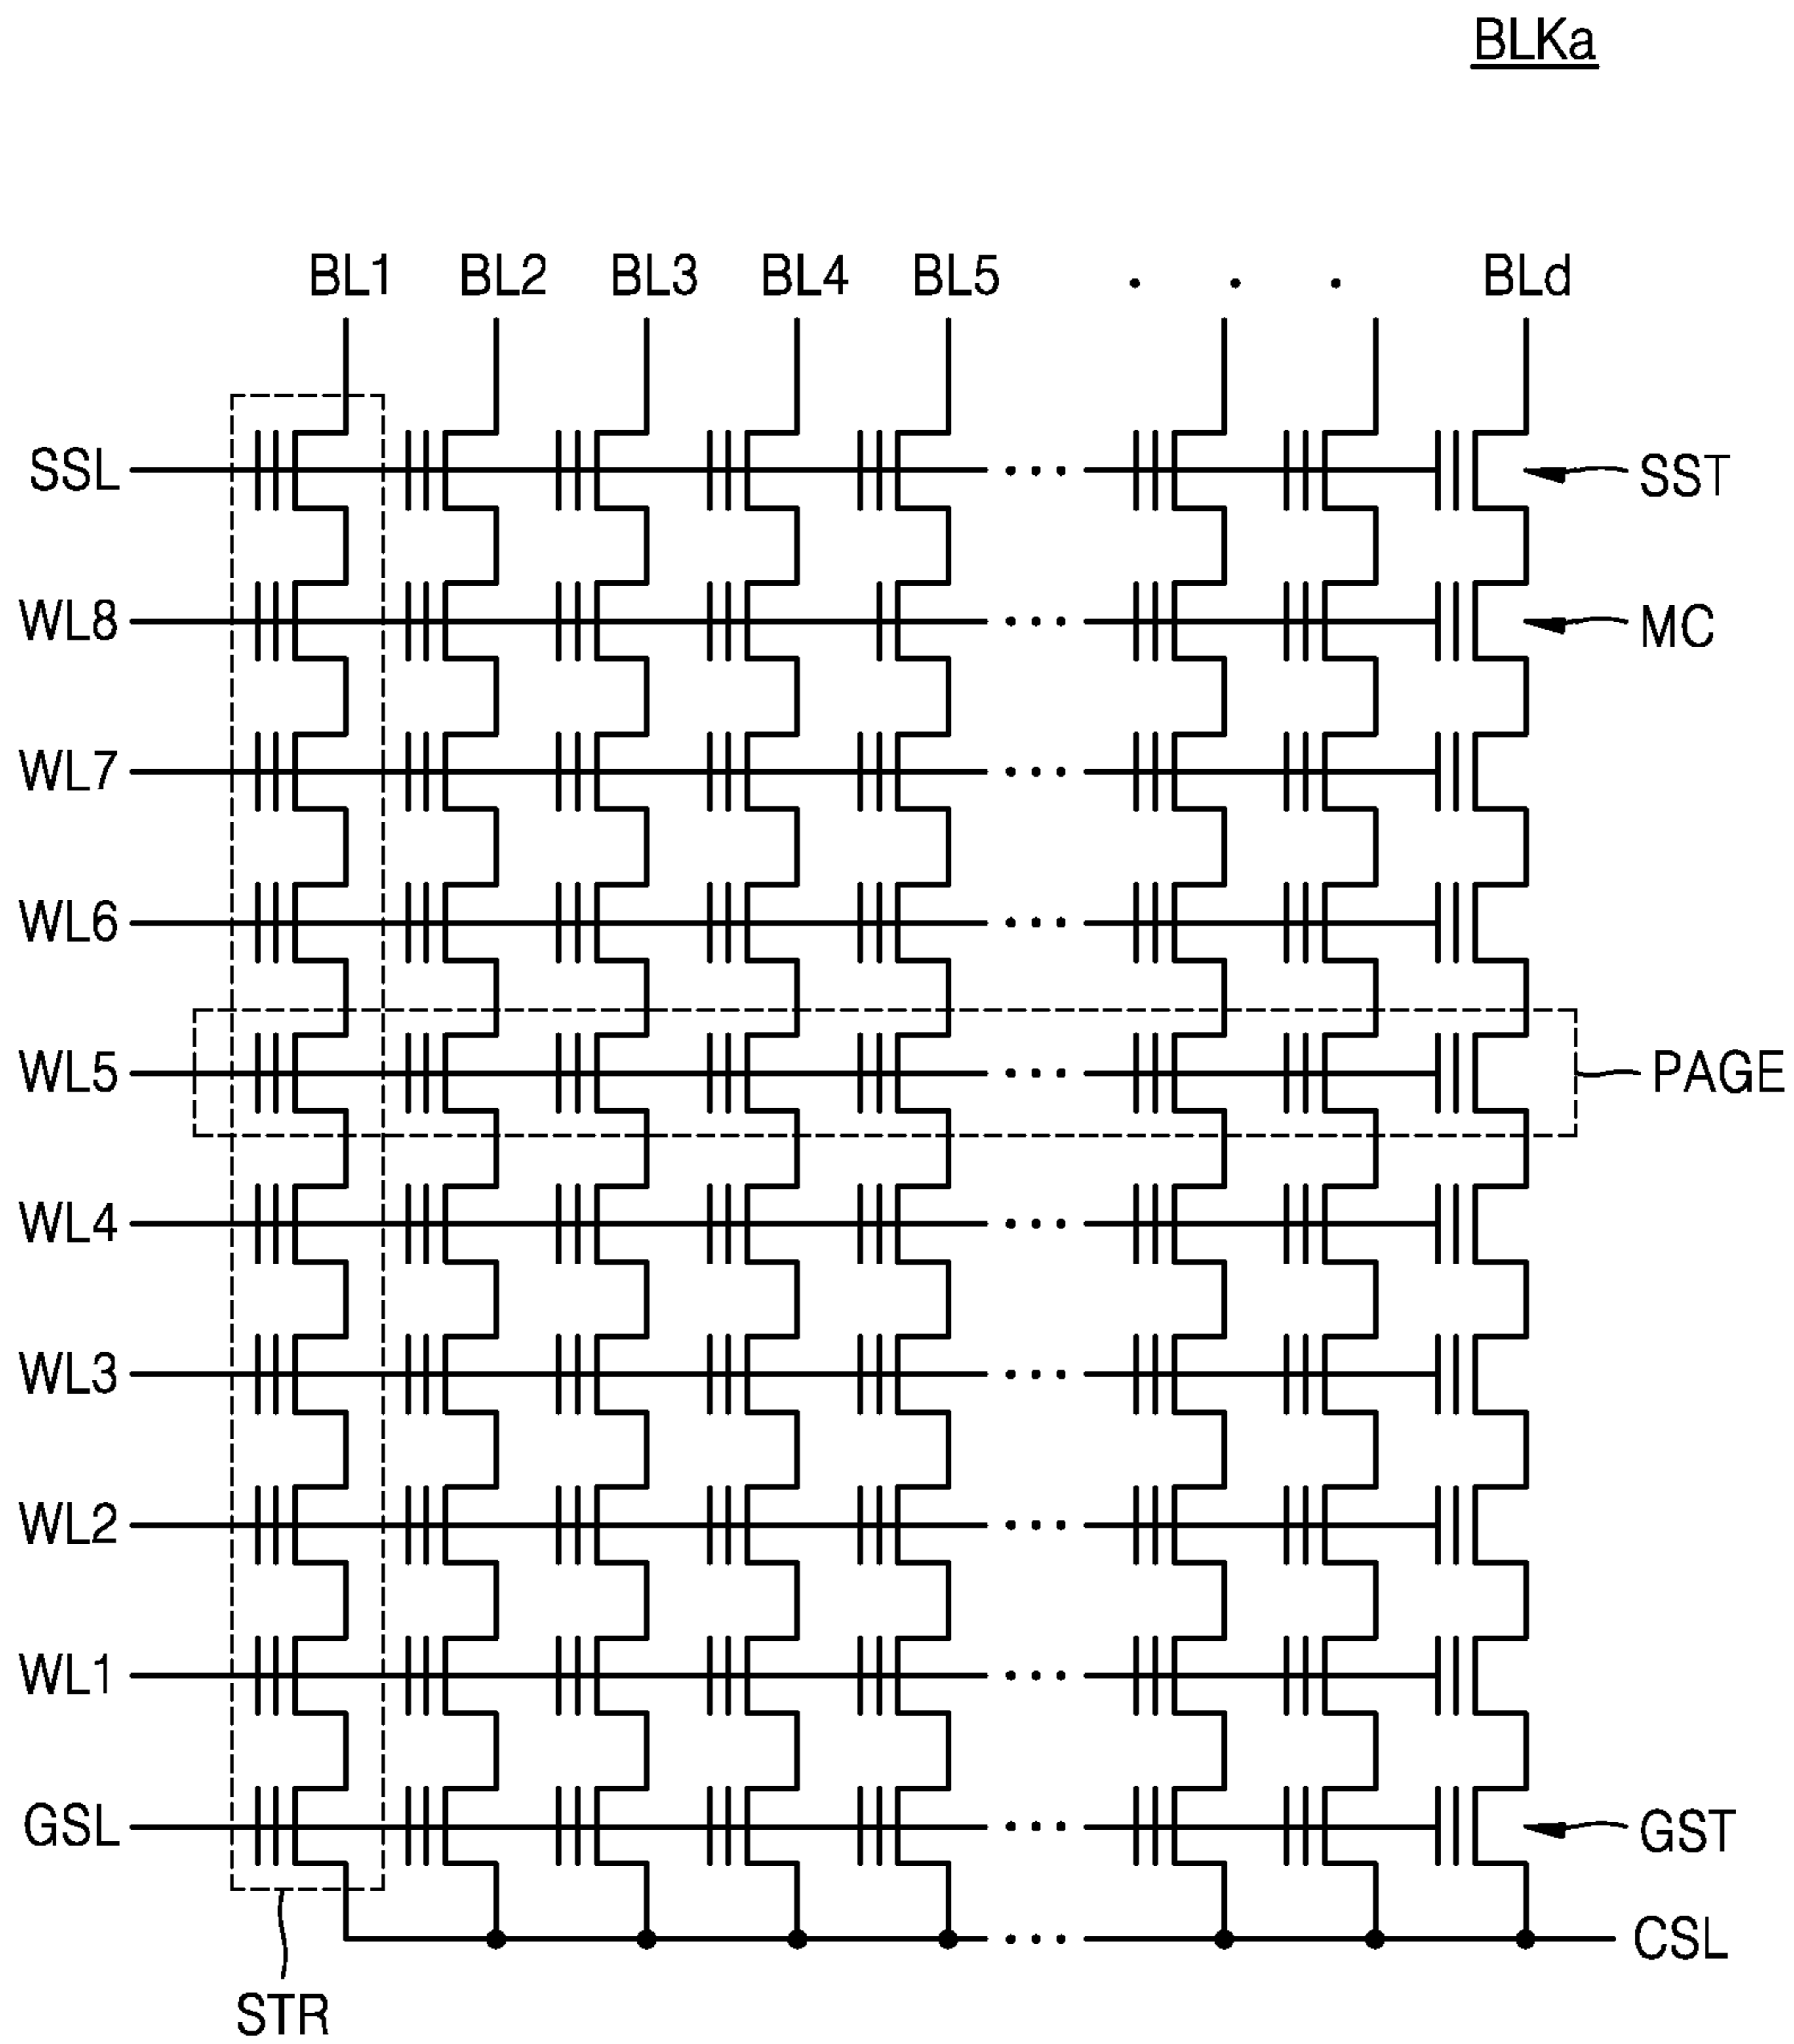 BLKa
BL1 BL2 BL3 BL4 BL5 . . . BLd
SSL ... SST
WL8 ... MC
WL7 ...
WL6 ...
WL5 ... PAGE
WL4 ...
WL3 ...
WL2 ...
WL1 ...
GSL ... GST
... CSL
STR